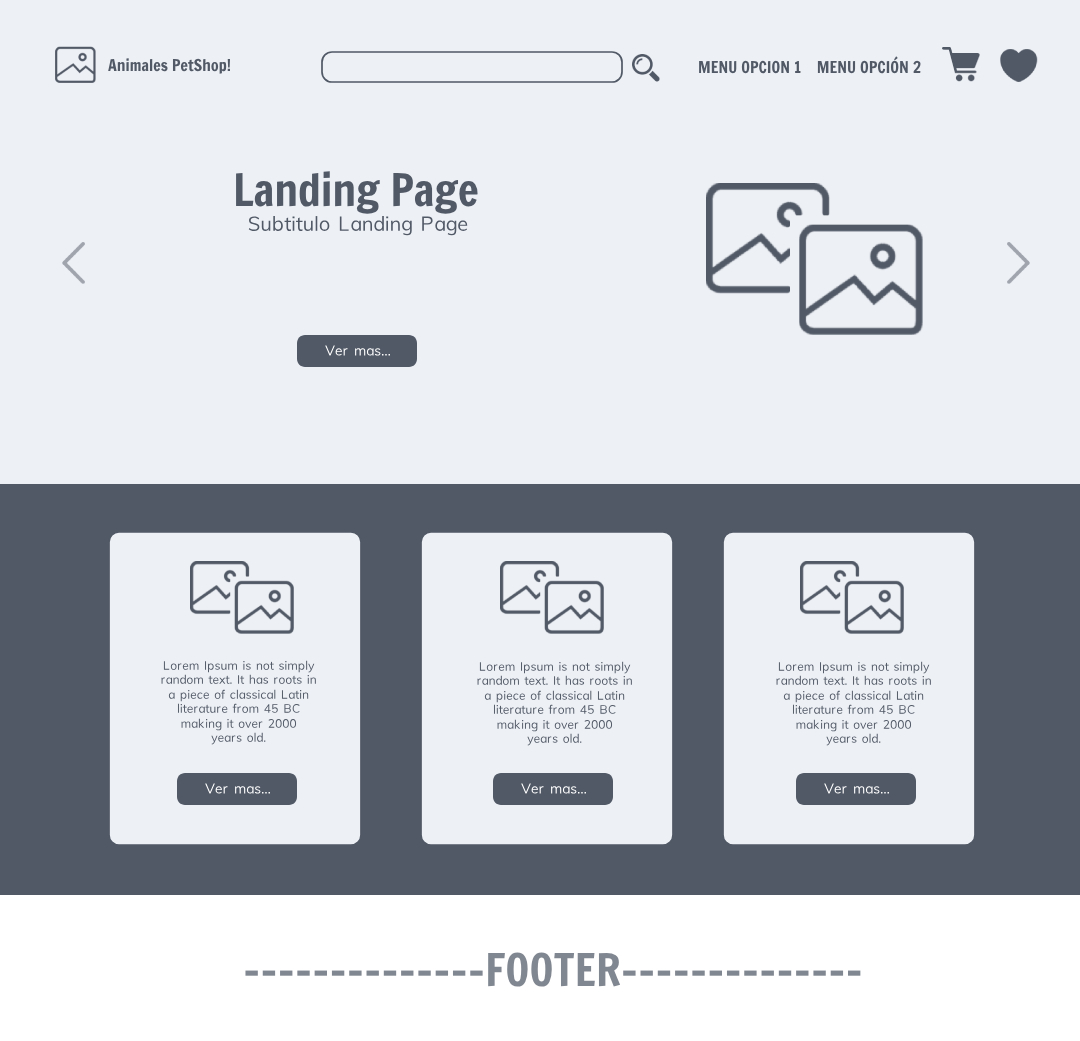 Animales PetShop!
MENU OPCION 1
MENU OPCIÓN 2
Landing Page
Subtitulo Landing Page
Ver mas...
Lorem Ipsum is not simply
random text. It has roots in
a piece of classical Latin
literature from 45 BC
making it over 2000
years old.
Ver mas...
Lorem Ipsum is not simply
random text. It has roots in
a piece of classical Latin
literature from 45 BC
making it over 2000
years old.
Ver mas...
Lorem Ipsum is not simply
random text. It has roots in
a piece of classical Latin
literature from 45 BC
making it over 2000
years old.
Ver mas...
--------------FOOTER--------------